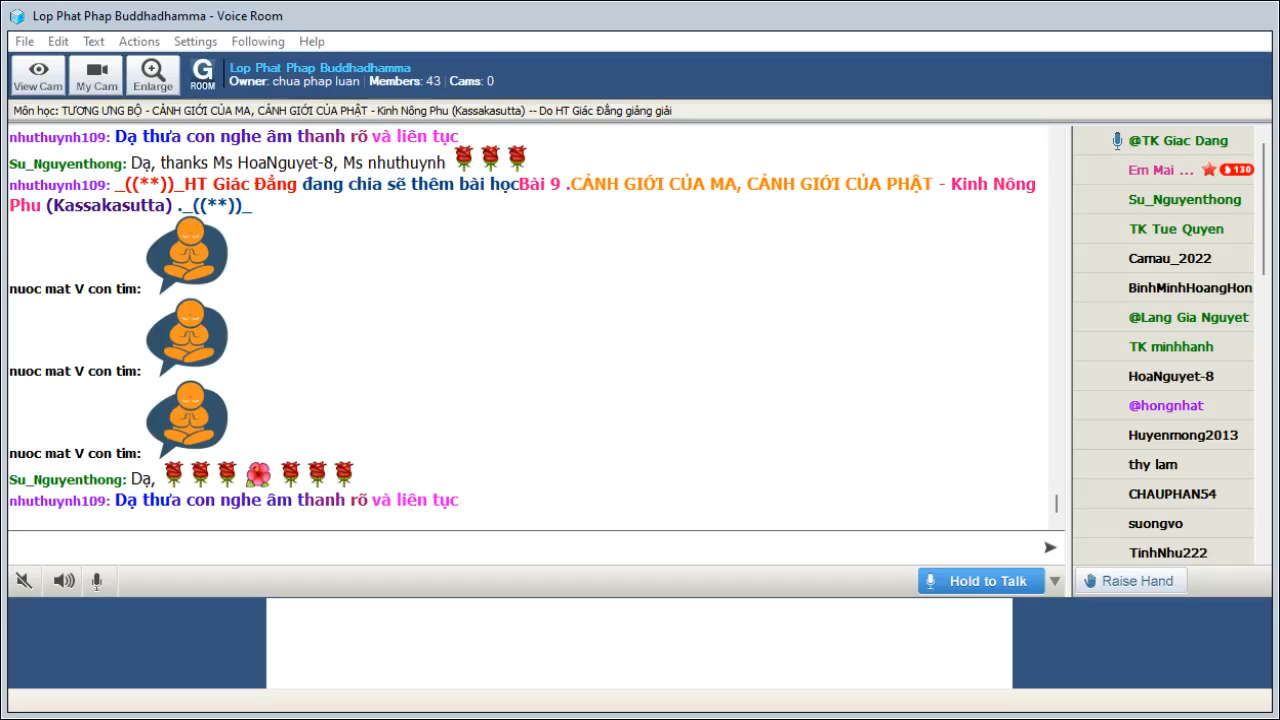 Lop Phat Phap Buddhadhamma - Voice Room
File Edit Text Actions Settings Following Help
View Cam My Cam Enlarge
G ROOM
Lop Phat Phap Buddhadhamma
Owner: chua phap luan Members: 43 Cams: 0
Môn học: TƯƠNG ƯNG BỘ - CẢNH GIỚI CỦA MA, CẢNH GIỚI CỦA PHẬT - Kinh Nông Phu (Kassakasutta) -- Do HT Giác Đẳng giảng giải
nhuthuynh109: Dạ thưa con nghe âm thanh rõ và liên tục
Su_Nguyenthong: Dạ, thanks Ms HoaNguyet-8, Ms nhuthuynh
nhuthuynh109: _((**))_HT Giác Đẳng đang chia sẽ thêm bài họcBài 9 .CẢNH GIỚI CỦA MA, CẢNH GIỚI CỦA PHẬT - Kinh Nông
Phu (Kassakasutta) ._((**))_
nuoc mat V con tim:
nuoc mat V con tim:
nuoc mat V con tim:
Su_Nguyenthong: Dạ,
nhuthuynh109: Dạ thưa con nghe âm thanh rõ và liên tục
@TK Giac Dang
Em Mai ... 130
Su_Nguyenthong
TK Tue Quyen
Camau_2022
BinhMinhHoangHon
@Lang Gia Nguyet
TK minhhanh
HoaNguyet-8
@hongnhat
Huyenmong2013
thy lam
CHAUPHAN54
suongvo
TinhNhu222
Hold to Talk
Raise Hand